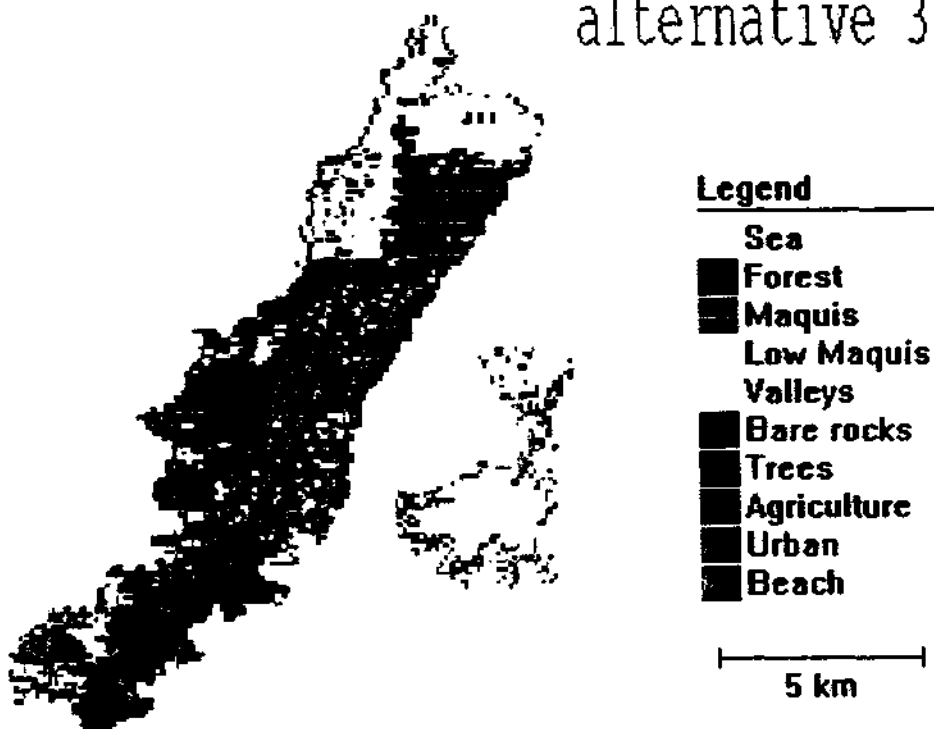 alternative 3
Legend
Sea
Forest
Maquis
Low Maquis
Valleys
Bare rocks
Trees
Agriculture
Urban
Beach
5 km